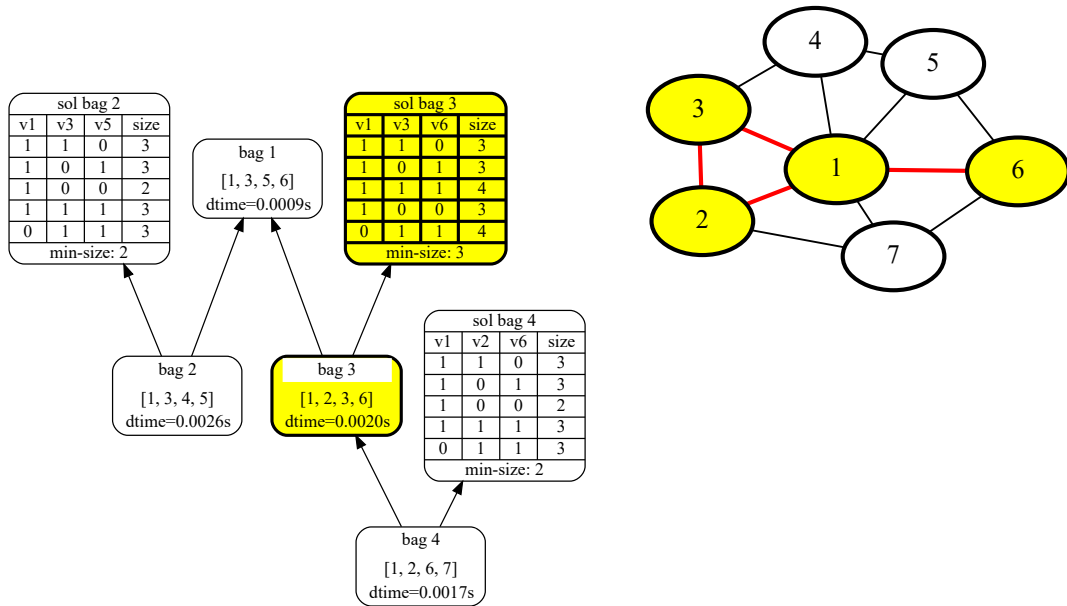 sol bag 2
v1 v3 v5 size
1 1 0 3
1 0 1 3
1 0 0 2
1 1 1 3
0 1 1 3
min-size: 2
bag 1
[1, 3, 5, 6]
dtime=0.0009s
sol bag 3
v1 v3 v6 size
1 1 0 3
1 0 1 3
1 1 1 4
1 0 0 3
0 1 1 4
min-size: 3
bag 2
[1, 3, 4, 5]
dtime=0.0026s
bag 3
[1, 2, 3, 6]
dtime=0.0020s
sol bag 4
v1 v2 v6 size
1 1 0 3
1 0 1 3
1 0 0 2
1 1 1 3
0 1 1 3
min-size: 2
bag 4
[1, 2, 6, 7]
dtime=0.0017s
4
5
3
1
6
2
7